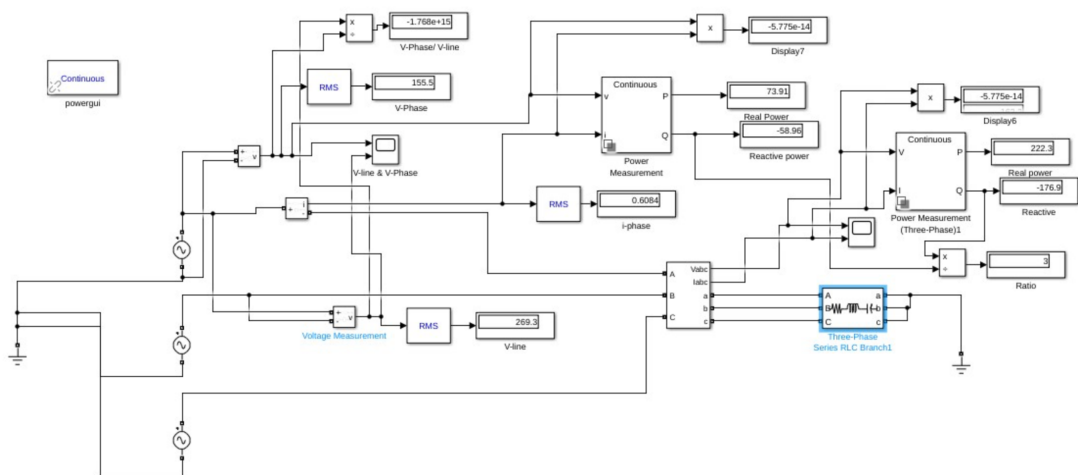 -1.768e+15
V-Phase/ V-line
Continuous
powergui
RMS
155.5
V-Phase
V-line & V-Phase
-5.775e-14
Display7
Continuous
v
i
P
Q
Power
Measurement
73.91
Real Power
-58.96
Reactive power
-5.775e-14
Display6
Continuous
V
I
P
Q
Power Measurement
(Three-Phase)1
222.3
Real power
-176.9
Reactive
RMS
0.6084
i-phase
3
Ratio
Voltage Measurement
RMS
269.3
V-line
A
B
C
Vabc
Iabc
a
b
c
A
B
C
a
b
c
Three-Phase
Series RLC Branch1